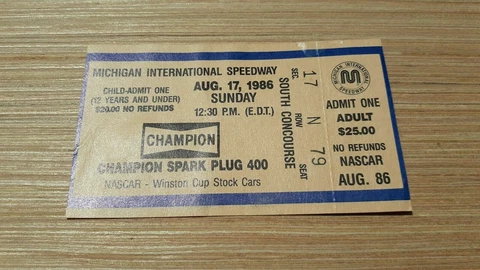 MICHIGAN INTERNATIONAL SPEEDWAY
CHILD-ADMIT ONE
(12 YEARS AND UNDER)
$20.00 NO REFUNDS
AUG. 17, 1986
SUNDAY
12:30 P.M. (E.D.T.)
CHAMPION
CHAMPION SPARK PLUG 400
NASCAR - Winston Cup Stock Cars
SEC. ROW SEAT
17 N 79
SOUTH CONCOURSE
MICHIGAN INTERNATIONAL
SPEEDWAY
ADMIT ONE
ADULT
$25.00
NO REFUNDS
NASCAR
AUG. 86